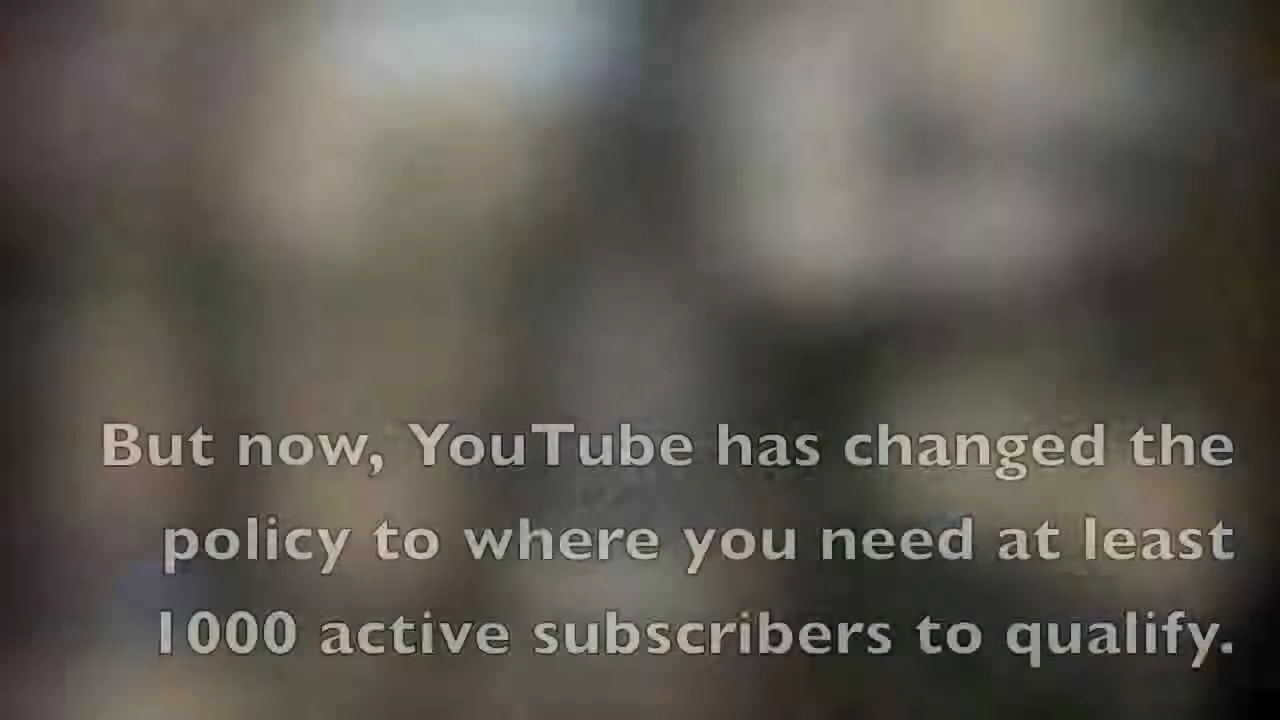 But now, YouTube has changed the
policy to where you need at least
1000 active subscribers to qualify.